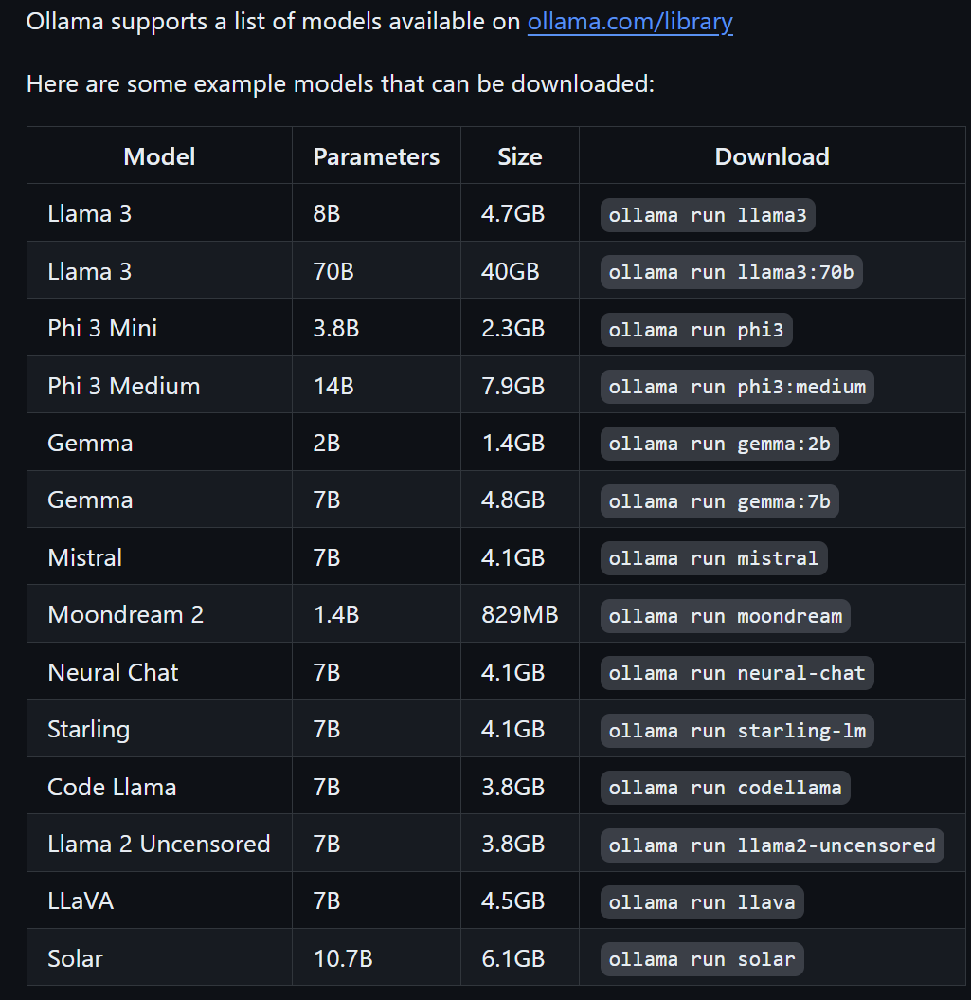 Ollama supports a list of models available on ollama.com/library
Here are some example models that can be downloaded:
Model Parameters Size Download
Llama 3 8B 4.7GB ollama run llama3
Llama 3 70B 40GB ollama run llama3:70b
Phi 3 Mini 3.8B 2.3GB ollama run phi3
Phi 3 Medium 14B 7.9GB ollama run phi3:medium
Gemma 2B 1.4GB ollama run gemma:2b
Gemma 7B 4.8GB ollama run gemma:7b
Mistral 7B 4.1GB ollama run mistral
Moondream 2 1.4B 829MB ollama run moondream
Neural Chat 7B 4.1GB ollama run neural-chat
Starling 7B 4.1GB ollama run starling-lm
Code Llama 7B 3.8GB ollama run codellama
Llama 2 Uncensored 7B 3.8GB ollama run llama2-uncensored
LLaVA 7B 4.5GB ollama run llava
Solar 10.7B 6.1GB ollama run solar